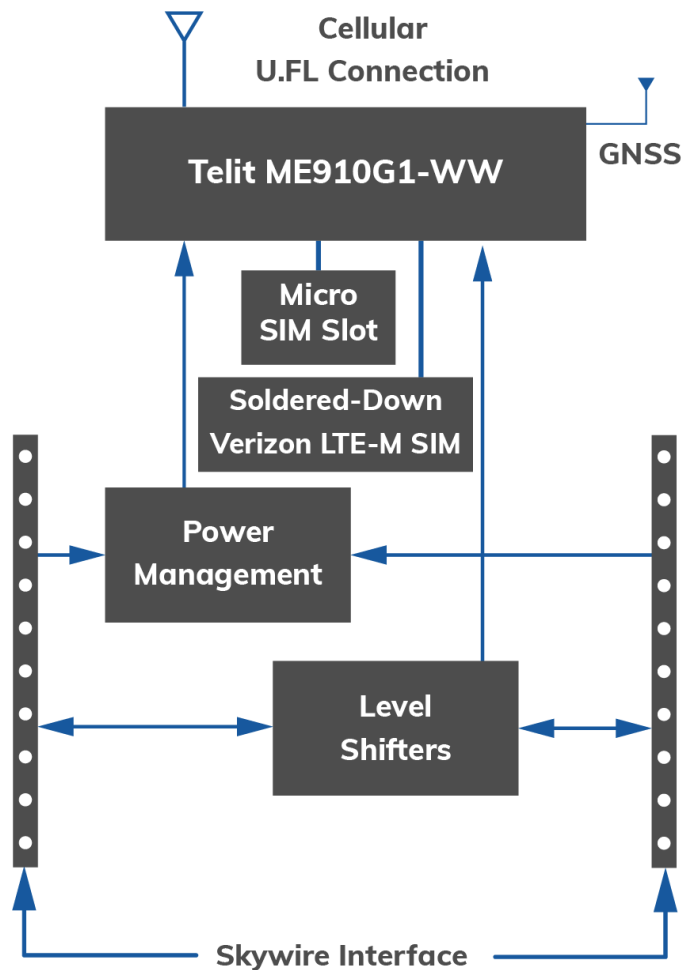 Cellular
U.FL Connection
Telit ME910G1-WW
GNSS
Micro
SIM Slot
Soldered-Down
Verizon LTE-M SIM
Power
Management
Level
Shifters
Skywire Interface